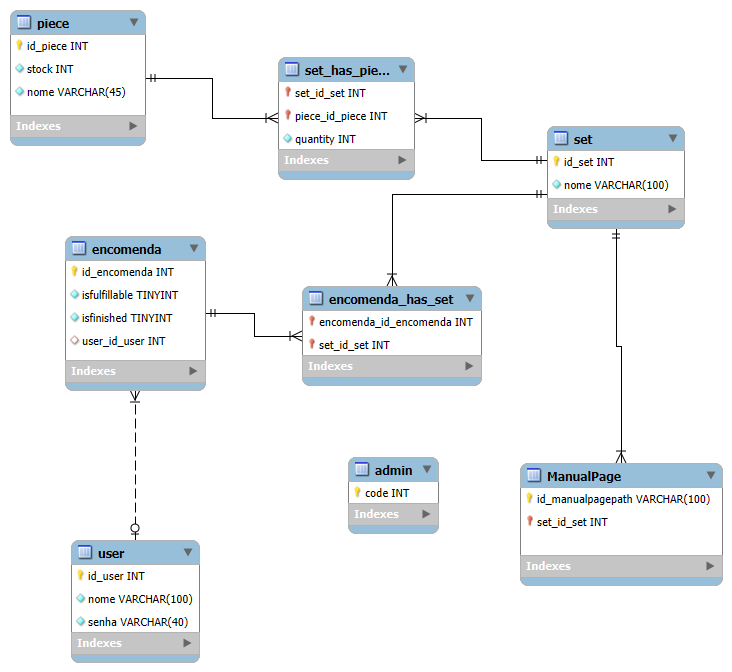 piece
id_piece INT
stock INT
nome VARCHAR(45)
Indexes
set_has_pie...
set_id_set INT
piece_id_piece INT
quantity INT
Indexes
set
id_set INT
nome VARCHAR(100)
Indexes
encomenda
id_encomenda INT
isfulfillable TINYINT
isfinished TINYINT
user_id_user INT
Indexes
encomenda_has_set
encomenda_id_encomenda INT
set_id_set INT
Indexes
admin
code INT
Indexes
ManualPage
id_manualpagepath VARCHAR(100)
set_id_set INT
Indexes
user
id_user INT
nome VARCHAR(100)
senha VARCHAR(40)
Indexes